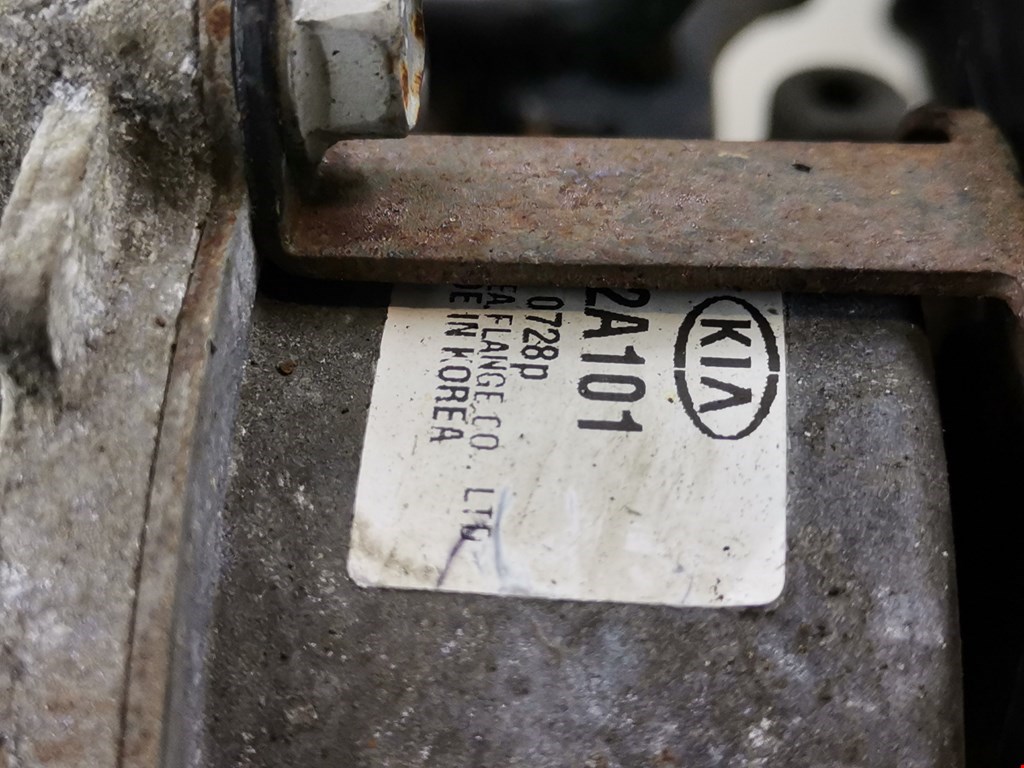 KIA
2A101
0728p
EA FLANGE.CO. LTD
DE IN KOREA